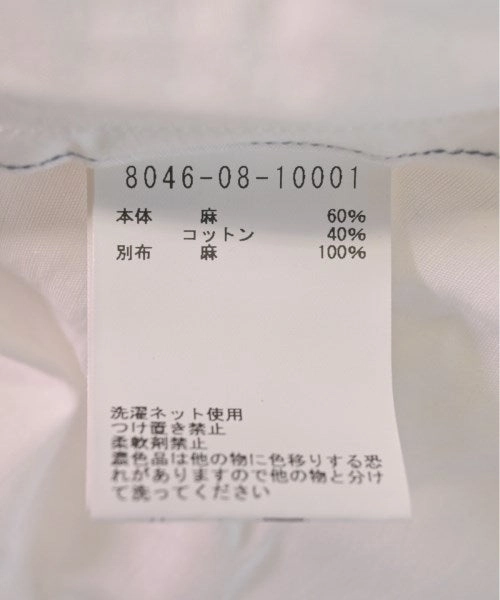 8046-08-10001
本体 麻 60%
コットン 40%
別布 麻 100%
洗濯ネット使用
つけ置き禁止
柔軟剤禁止
濃色品は他の物に色移りする恐
れがありますので他の物と分け
て洗ってください